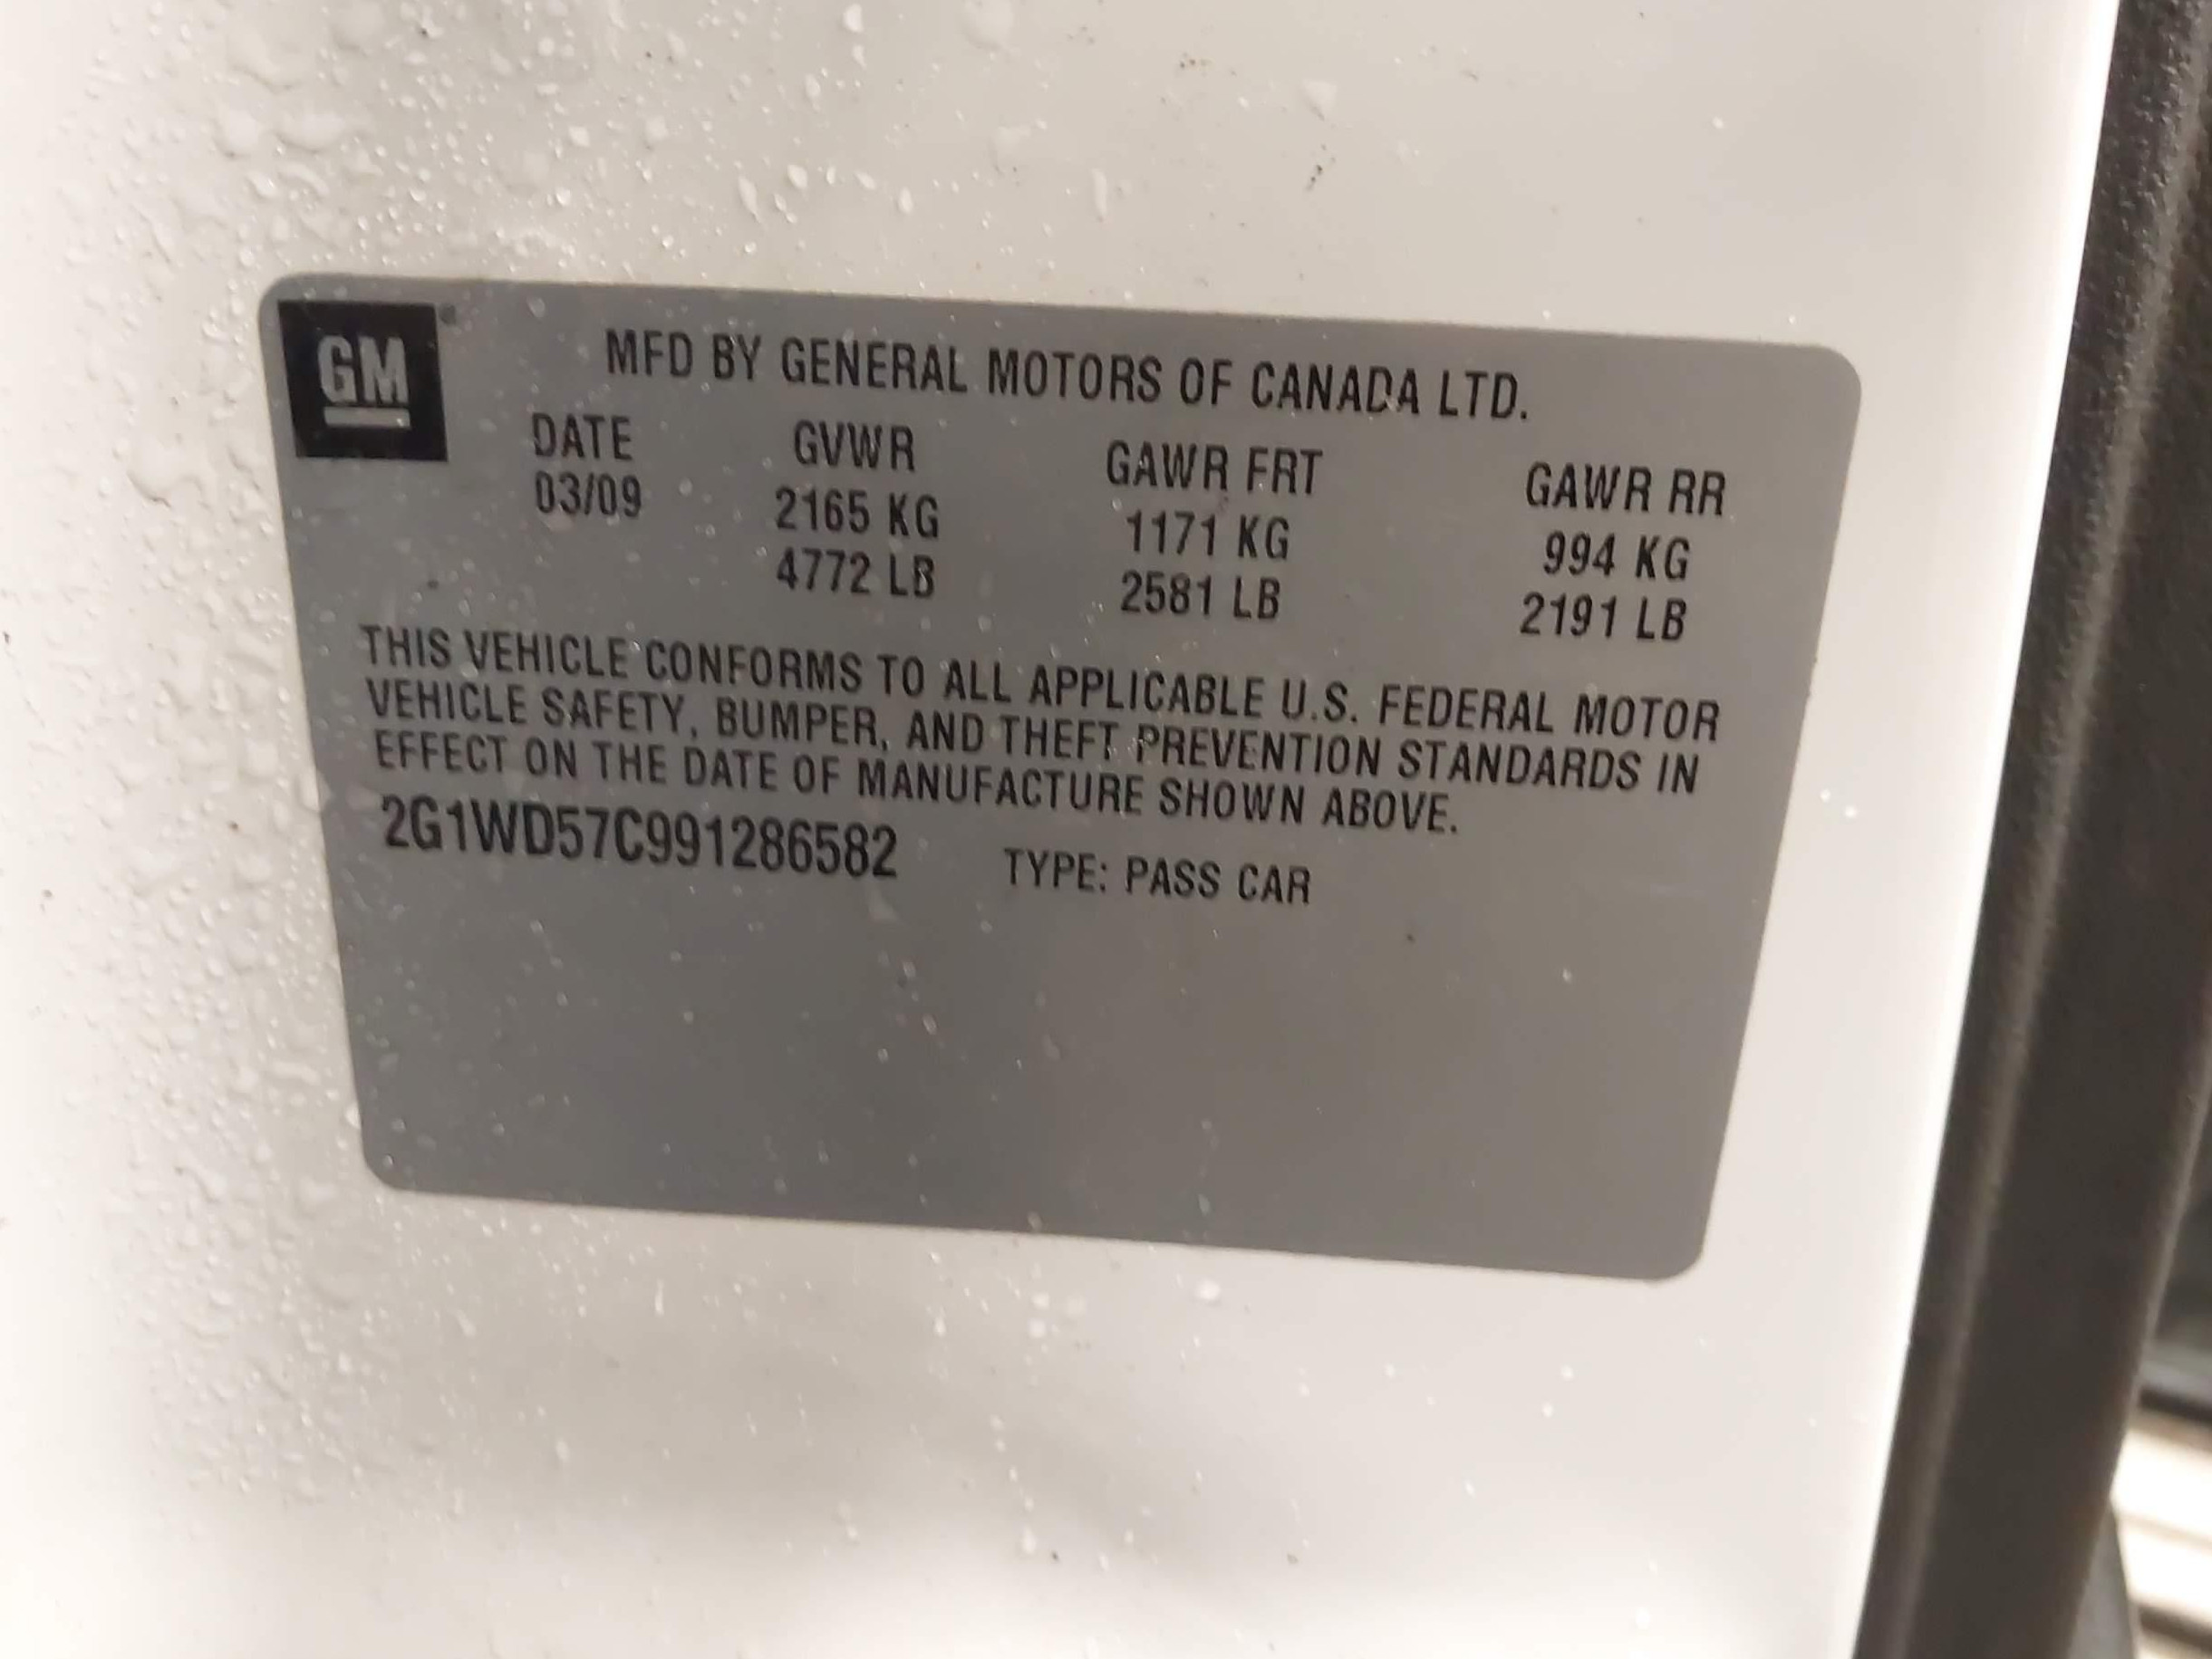 GM
MFD BY GENERAL MOTORS OF CANADA LTD.
DATE GVWR GAWR FRT GAWR RR
03/09 2165 KG 1171 KG 994 KG
4772 LB 2581 LB 2191 LB
THIS VEHICLE CONFORMS TO ALL APPLICABLE U.S. FEDERAL MOTOR
VEHICLE SAFETY, BUMPER, AND THEFT PREVENTION STANDARDS IN
EFFECT ON THE DATE OF MANUFACTURE SHOWN ABOVE.
2G1WD57C991286582 TYPE: PASS CAR